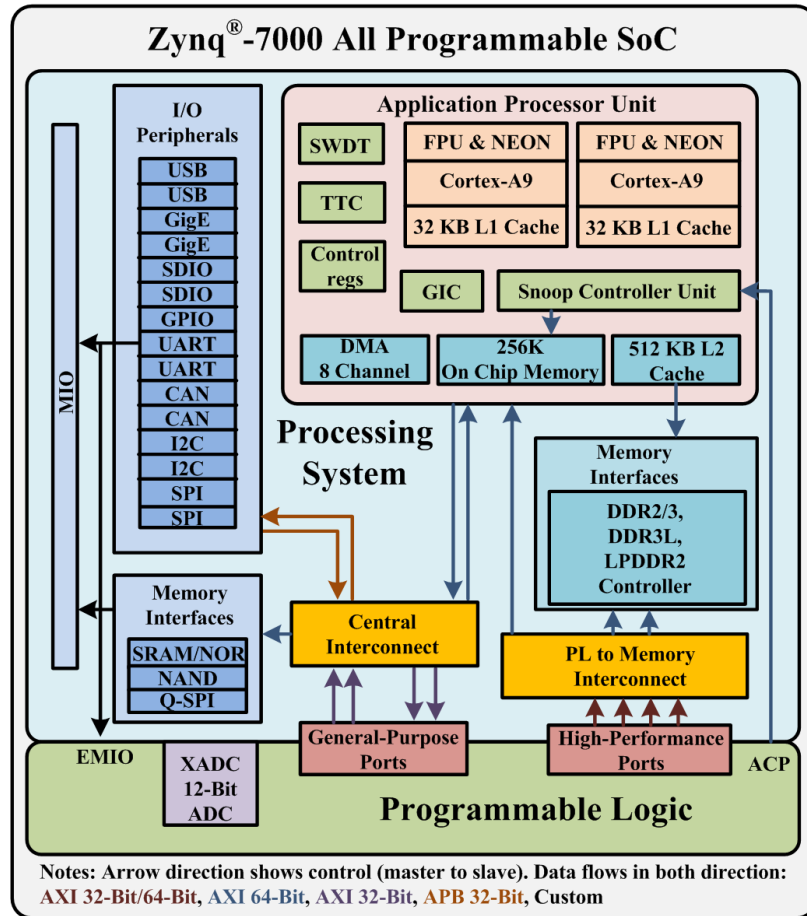 Zynq®-7000 All Programmable SoC
I/O
Peripherals
USB
USB
GigE
GigE
SDIO
SDIO
GPIO
UART
UART
CAN
CAN
I2C
I2C
SPI
SPI
MIO
Application Processor Unit
SWDT
TTC
Control
regs
FPU & NEON
Cortex-A9
32 KB L1 Cache
FPU & NEON
Cortex-A9
32 KB L1 Cache
GIC
Snoop Controller Unit
DMA
8 Channel
256K
On Chip Memory
512 KB L2
Cache
Processing
System
Memory
Interfaces
DDR2/3,
DDR3L,
LPDDR2
Controller
Memory
Interfaces
SRAM/NOR
NAND
Q-SPI
Central
Interconnect
PL to Memory
Interconnect
General-Purpose
Ports
High-Performance
Ports
EMIO
XADC
12-Bit
ADC
ACP
Programmable Logic
Notes: Arrow direction shows control (master to slave). Data flows in both direction:
AXI 32-Bit/64-Bit, AXI 64-Bit, AXI 32-Bit, APB 32-Bit, Custom